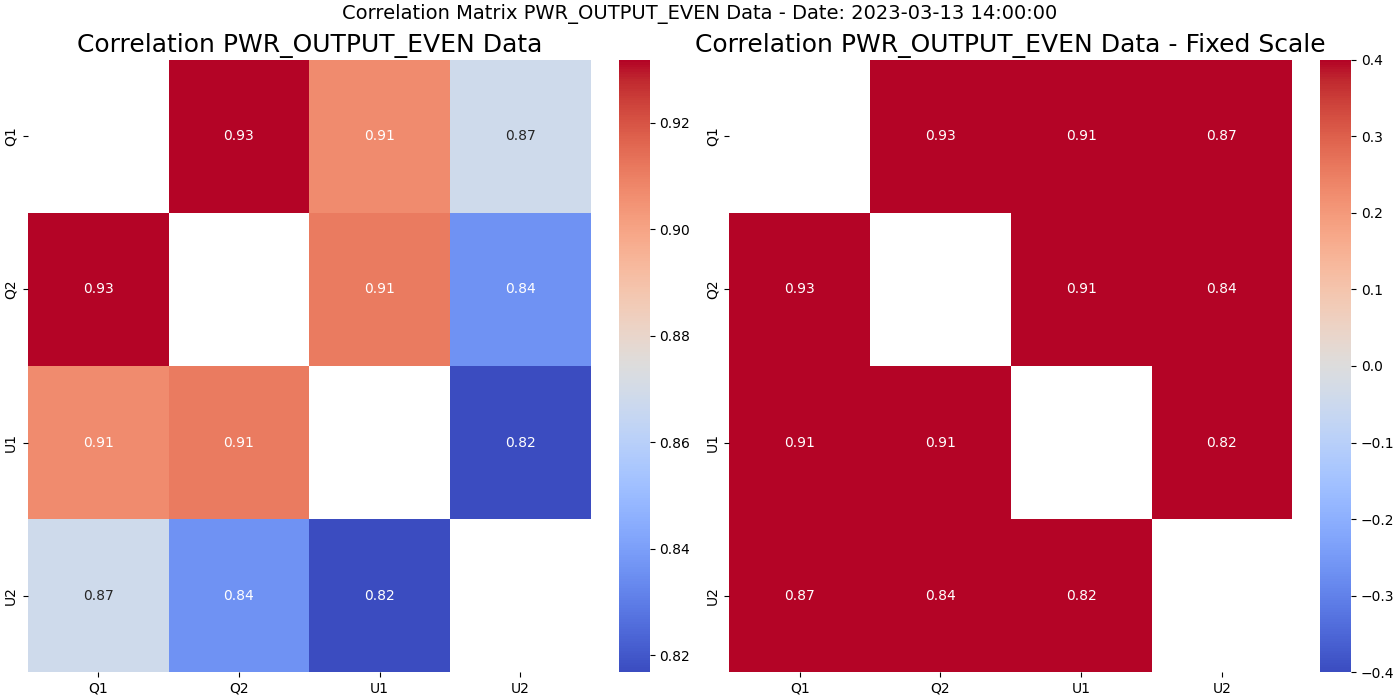 Correlation Matrix PWR_OUTPUT_EVEN Data - Date: 2023-03-13 14:00:00
Correlation PWR_OUTPUT_EVEN Data
Q1
0.93
0.91
0.87
Q2
0.93
0.91
0.84
U1
0.91
0.91
0.82
U2
0.87
0.84
0.82
Q1
Q2
U1
U2
0.92
0.90
0.88
0.86
0.84
0.82
Correlation PWR_OUTPUT_EVEN Data - Fixed Scale
Q1
0.93
0.91
0.87
Q2
0.93
0.91
0.84
U1
0.91
0.91
0.82
U2
0.87
0.84
0.82
Q1
Q2
U1
U2
0.4
0.3
0.2
0.1
0.0
−0.1
−0.2
−0.3
−0.4